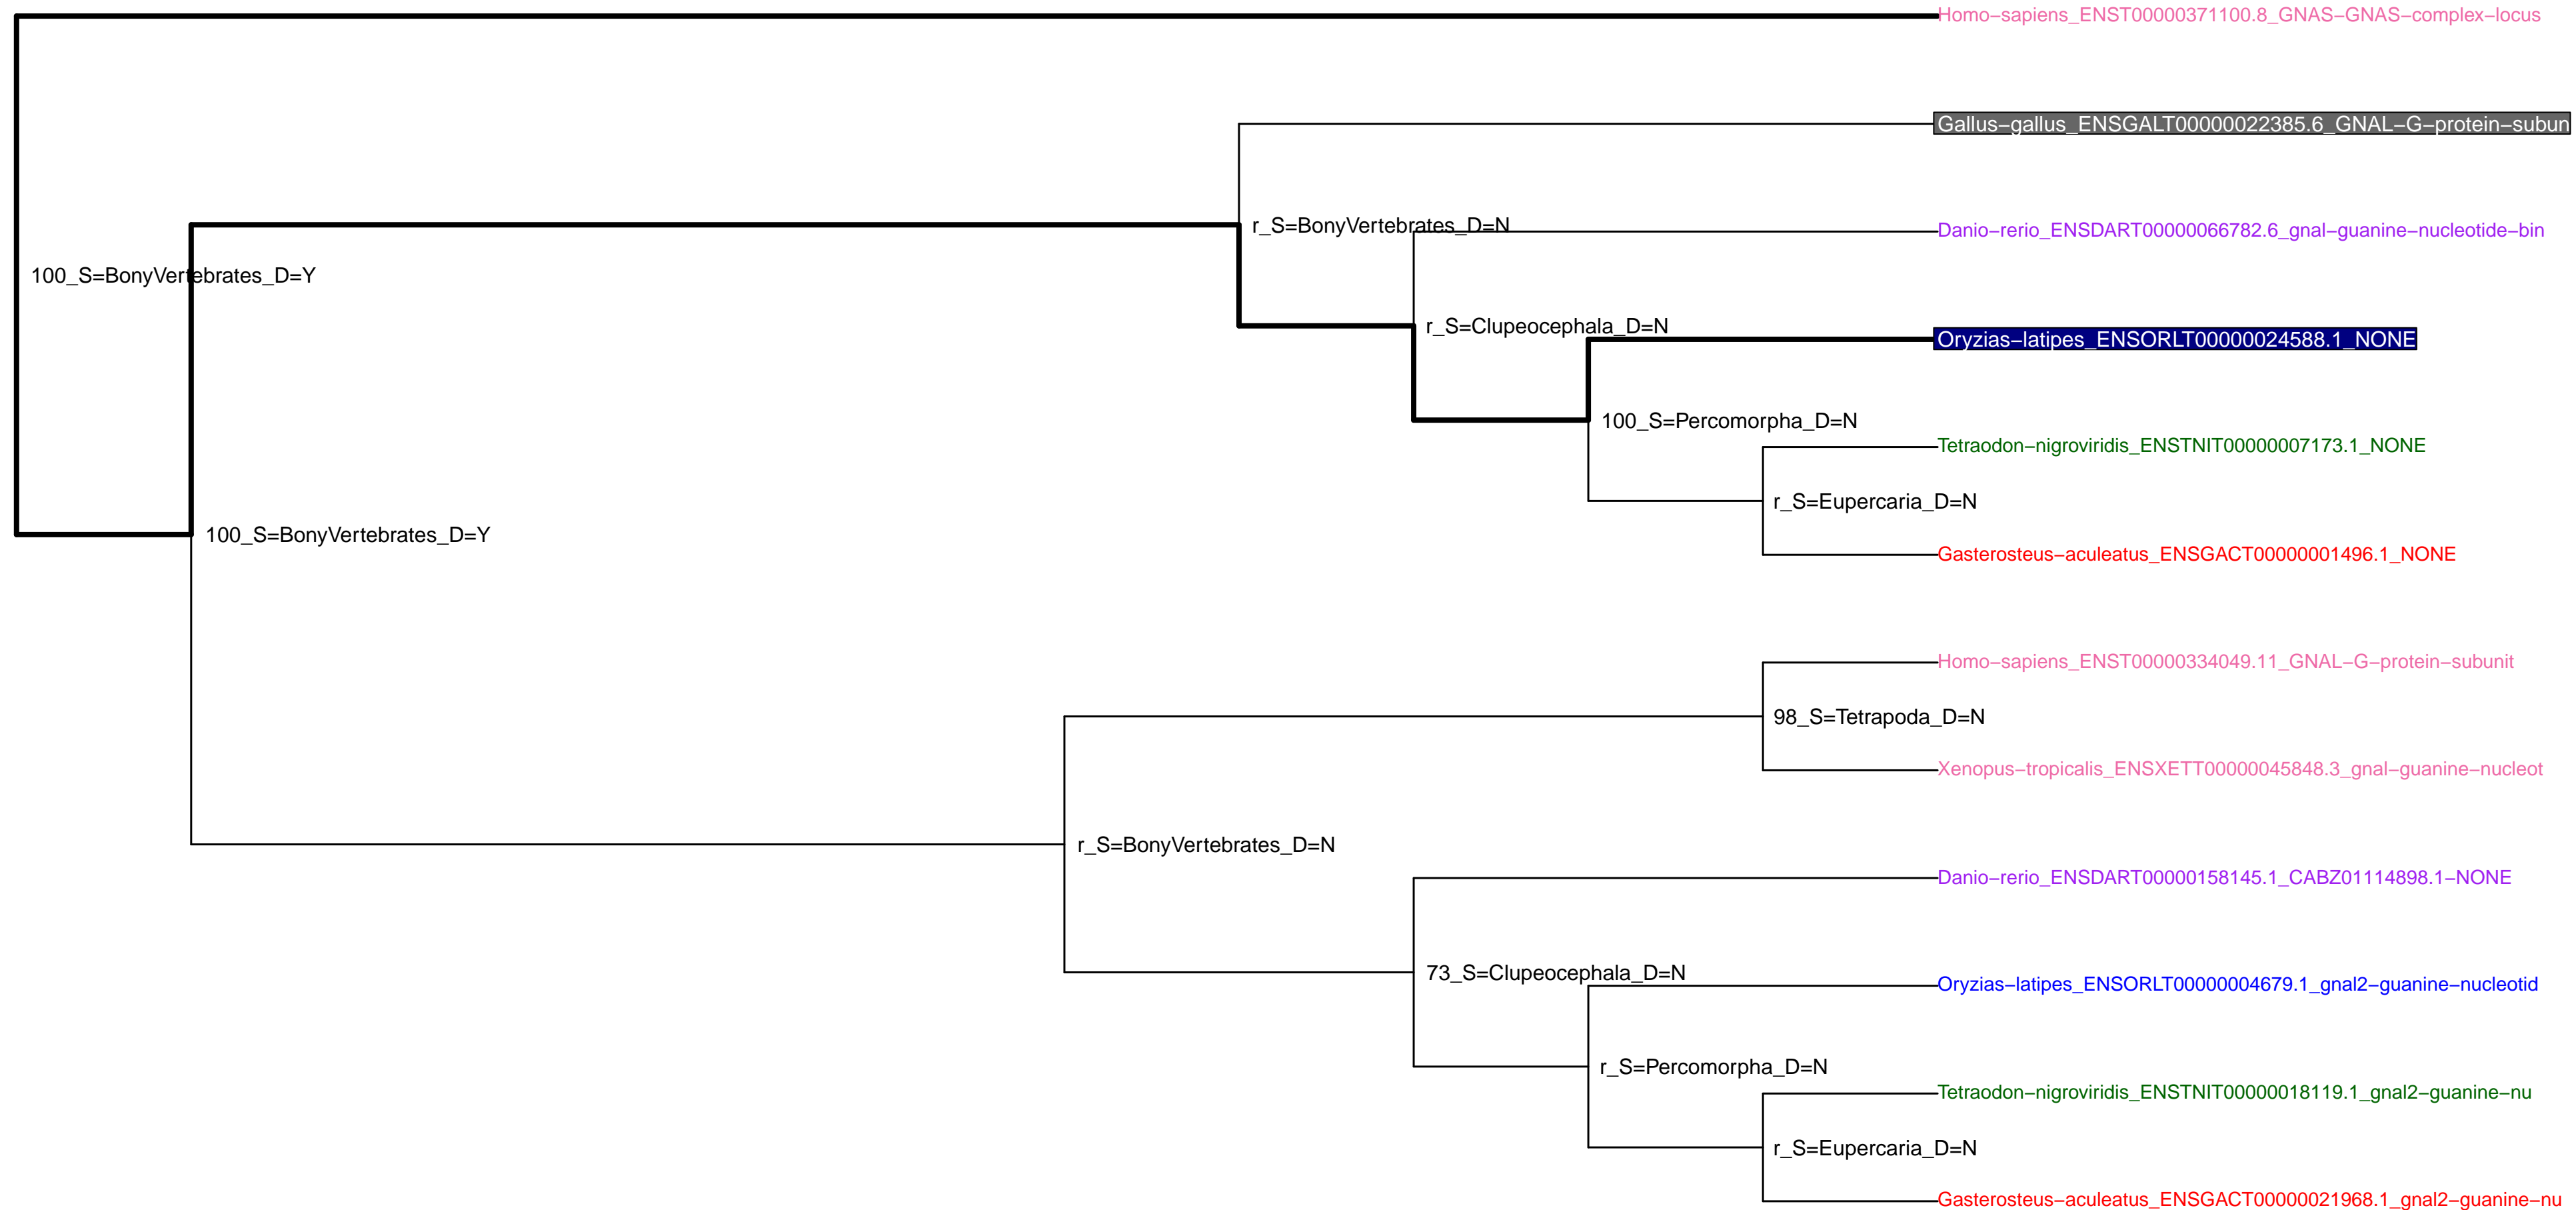 Homo−sapiens_ENST00000371100.8_GNAS−GNAS−complex−locus
Gallus−gallus_ENSGALT00000022385.6_GNAL−G−protein−subun
r_S=BonyVertebrates_D=N
Danio−rerio_ENSDART00000066782.6_gnal−guanine−nucleotide−bin
100_S=BonyVertebrates_D=Y
r_S=Clupeocephala_D=N
Oryzias−latipes_ENSORLT00000024588.1_NONE
100_S=Percomorpha_D=N
Tetraodon−nigroviridis_ENSTNIT00000007173.1_NONE
r_S=Eupercaria_D=N
100_S=BonyVertebrates_D=Y
Gasterosteus−aculeatus_ENSGACT00000001496.1_NONE
Homo−sapiens_ENST00000334049.11_GNAL−G−protein−subunit
98_S=Tetrapoda_D=N
Xenopus−tropicalis_ENSXETT00000045848.3_gnal−guanine−nucleot
r_S=BonyVertebrates_D=N
Danio−rerio_ENSDART00000158145.1_CABZ01114898.1−NONE
73_S=Clupeocephala_D=N
Oryzias−latipes_ENSORLT00000004679.1_gnal2−guanine−nucleotid
r_S=Percomorpha_D=N
Tetraodon−nigroviridis_ENSTNIT00000018119.1_gnal2−guanine−nu
r_S=Eupercaria_D=N
Gasterosteus−aculeatus_ENSGACT00000021968.1_gnal2−guanine−nu